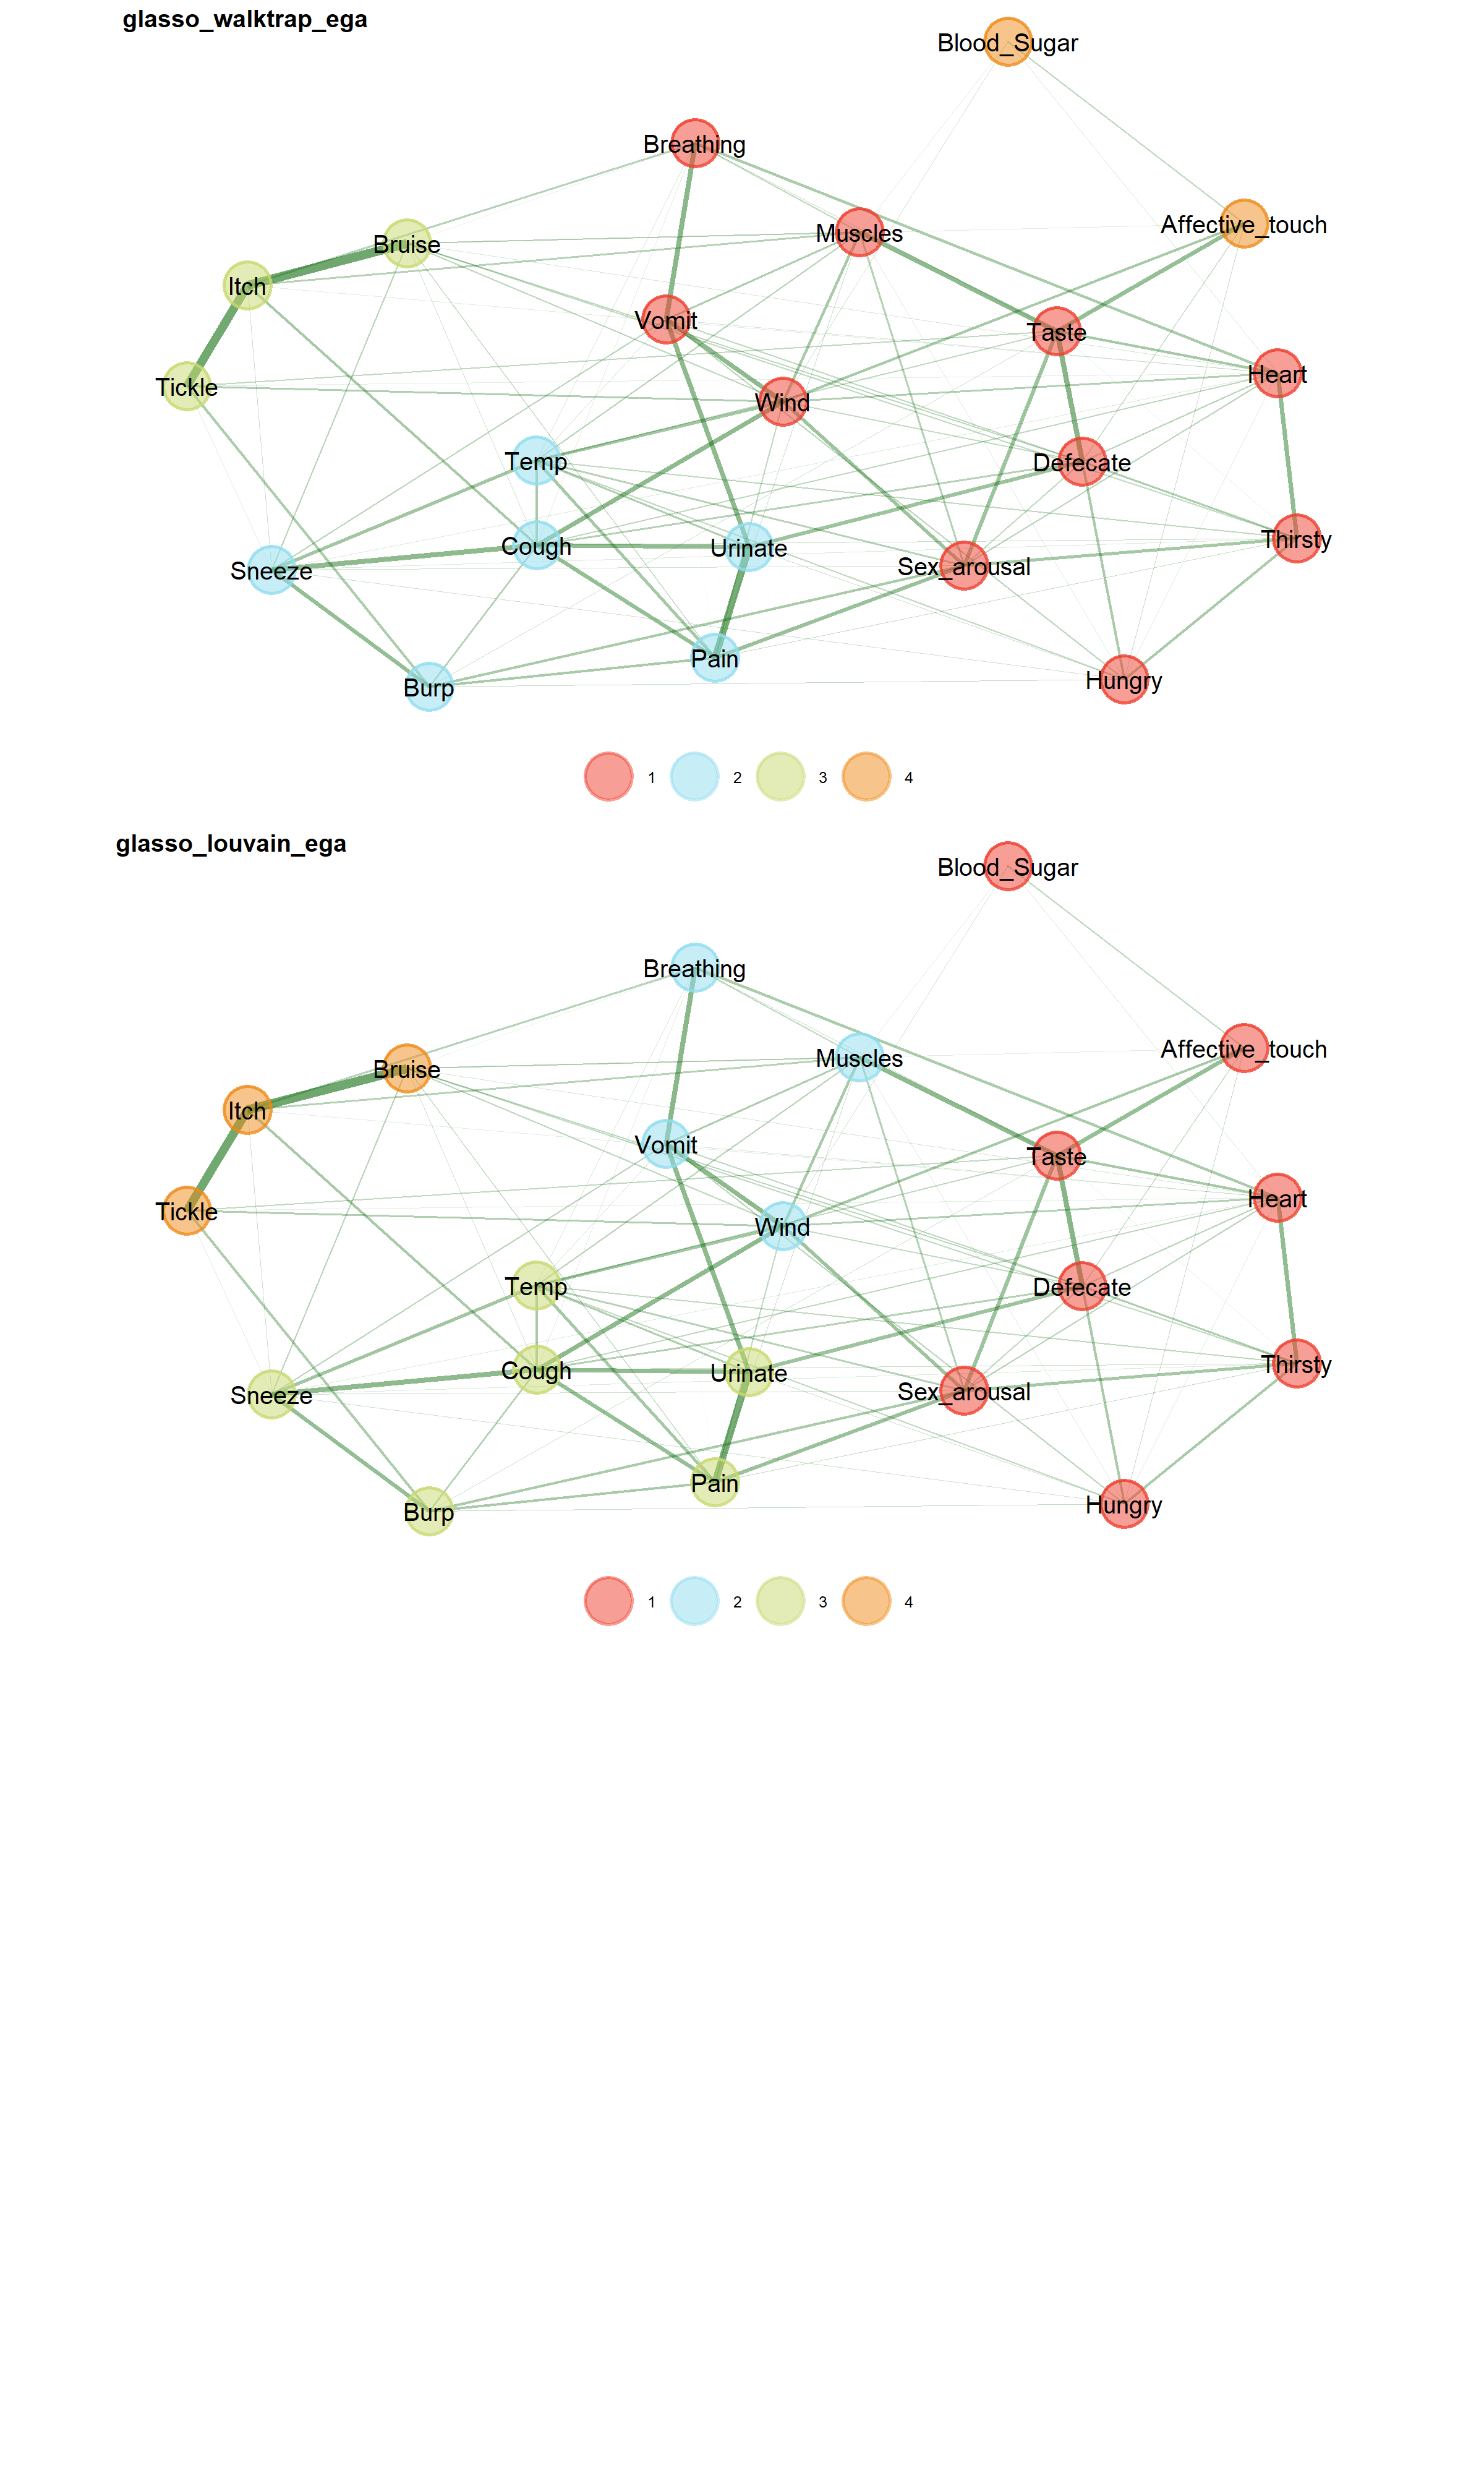 glasso_walktrap_ega
Blood_Sugar
Breathing
Affective_touch
Muscles
Bruise
Itch
Vomit
Taste
Heart
Tickle
Wind
Temp
Defecate
Thirsty
Cough
Urinate
Sex_arousal
Sneeze
Pain
Hungry
Burp
1 2 3 4
glasso_louvain_ega
Blood_Sugar
Breathing
Affective_touch
Muscles
Bruise
Itch
Vomit
Taste
Heart
Tickle
Wind
Temp
Defecate
Thirsty
Cough
Urinate
Sex_arousal
Sneeze
Pain
Hungry
Burp
1 2 3 4